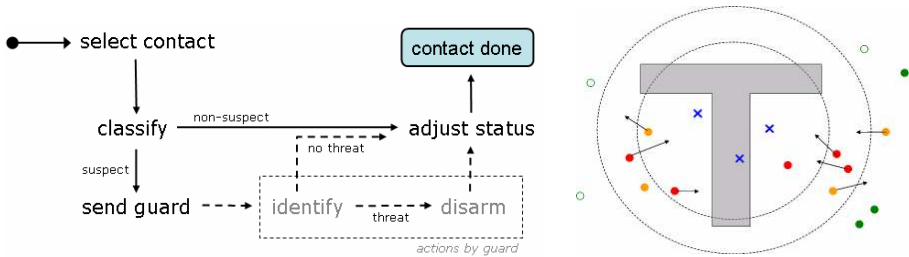 select contact
contact done
classify
non-suspect
adjust status
no threat
suspect
send guard
identify
threat
disarm
actions by guard